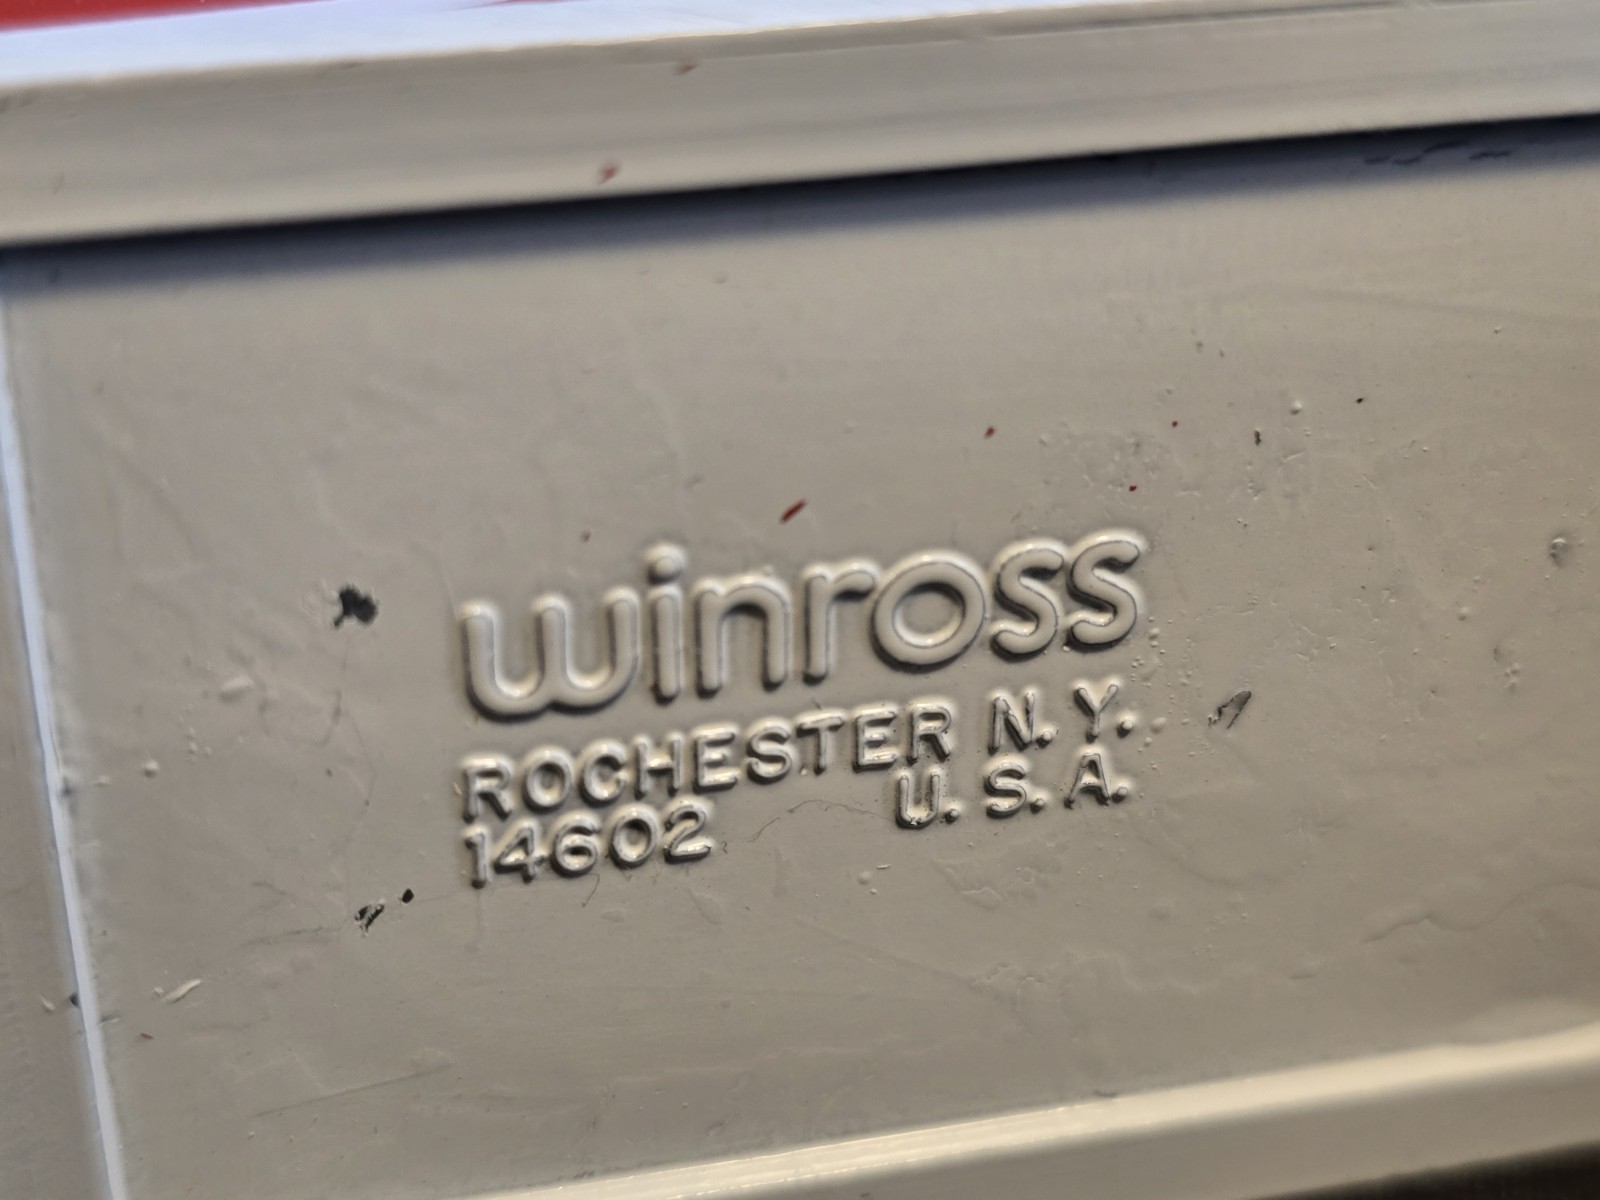 winross
ROCHESTER N.Y.
14602 U.S.A.